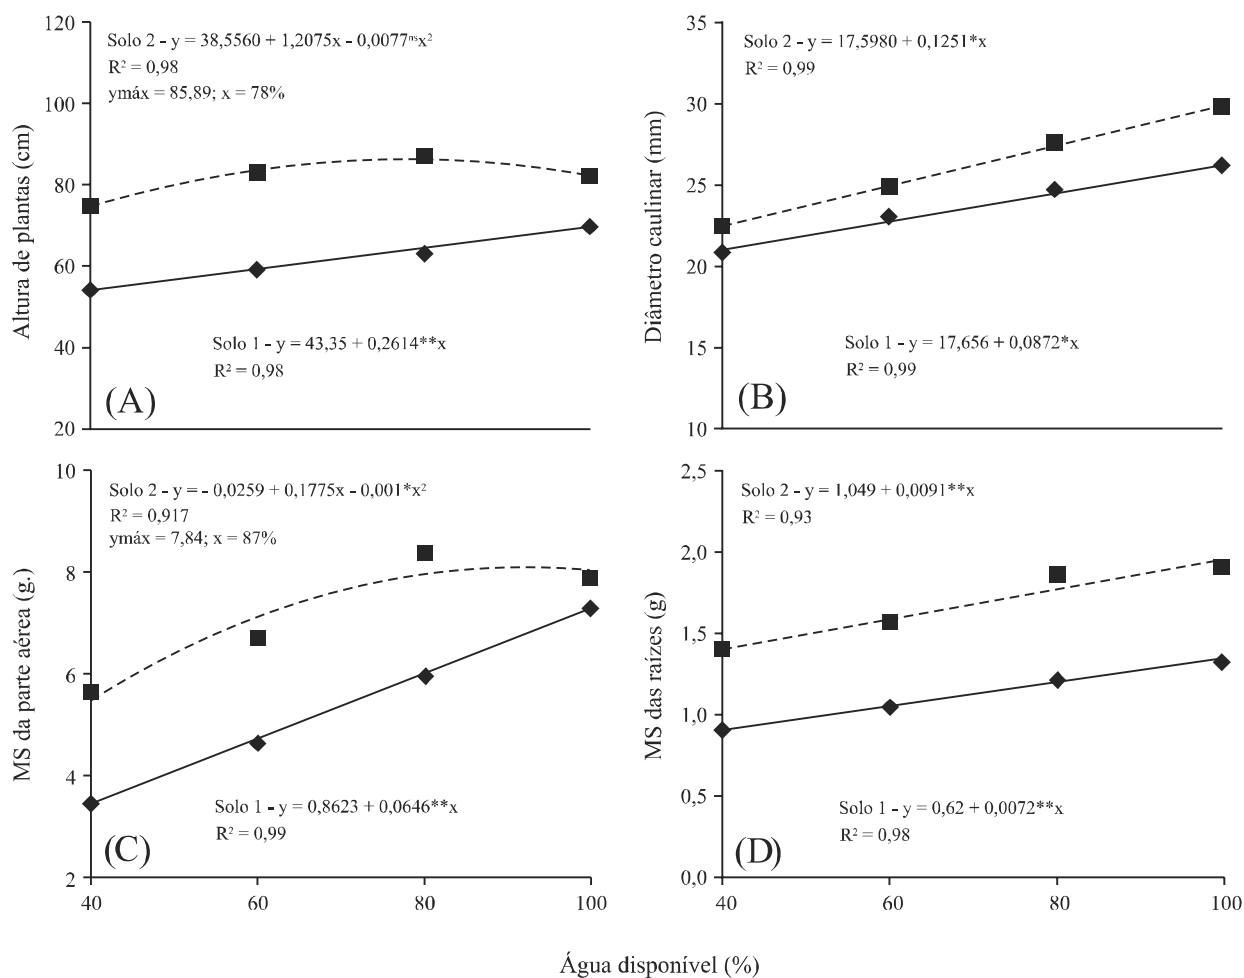 Altura de plantas (cm)
120
100
80
60
40
20
Solo 2 - y = 38,5560 + 1,2075x - 0,0077ⁿˢx²
R² = 0,98
ymáx = 85,89; x = 78%
Solo 1 - y = 43,35 + 0,2614**x
R² = 0,98
(A)
Diâmetro caulinar (mm)
35
30
25
20
15
10
Solo 2 - y = 17,5980 + 0,1251*x
R² = 0,99
Solo 1 - y = 17,656 + 0,0872*x
R² = 0,99
(B)
MS da parte aérea (g.)
10
8
6
4
2
Solo 2 - y = - 0,0259 + 0,1775x - 0,001*x²
R² = 0,917
ymáx = 7,84; x = 87%
Solo 1 - y = 0,8623 + 0,0646**x
R² = 0,99
(C)
40 60 80 100
MS das raízes (g)
2,5
2,0
1,5
1,0
0,5
0,0
Solo 2 - y = 1,049 + 0,0091**x
R² = 0,93
Solo 1 - y = 0,62 + 0,0072**x
R² = 0,98
(D)
40 60 80 100
Água disponível (%)